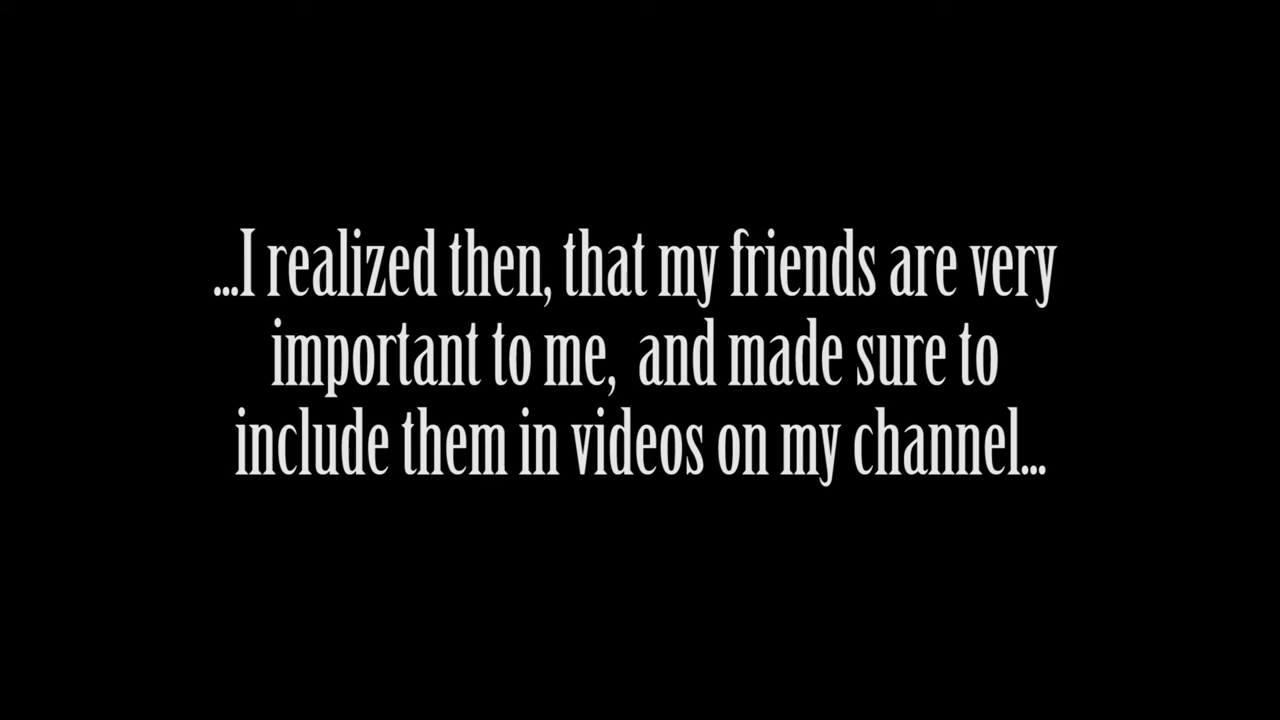 ...I realized then, that my friends are very
important to me,  and made sure to
include them in videos on my channel...